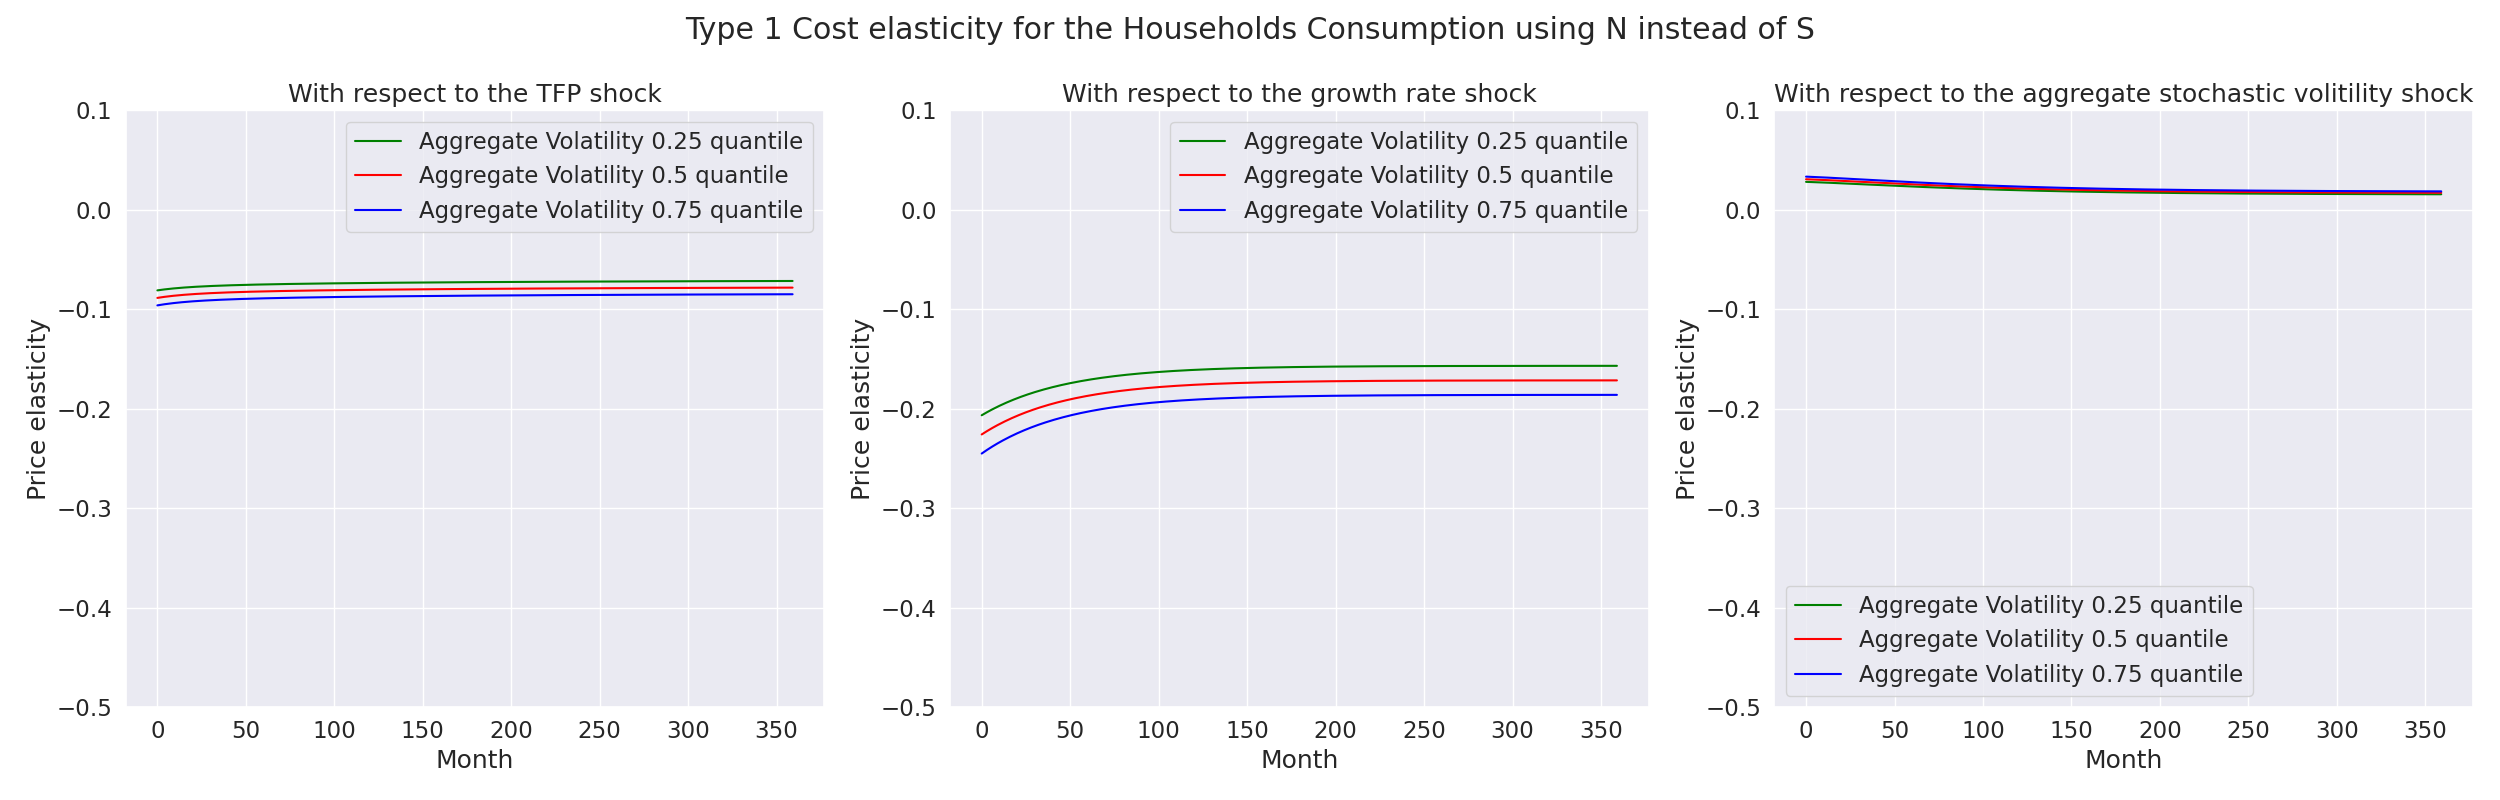 Type 1 Cost elasticity for the Households Consumption using N instead of S
With respect to the TFP shock
0.1
0.0
−0.1
−0.2
−0.3
−0.4
−0.5
Price elasticity
Aggregate Volatility 0.25 quantile
Aggregate Volatility 0.5 quantile
Aggregate Volatility 0.75 quantile
0 50 100 150 200 250 300 350
Month
With respect to the growth rate shock
0.1
0.0
−0.1
−0.2
−0.3
−0.4
−0.5
Price elasticity
Aggregate Volatility 0.25 quantile
Aggregate Volatility 0.5 quantile
Aggregate Volatility 0.75 quantile
0 50 100 150 200 250 300 350
Month
With respect to the aggregate stochastic volitility shock
0.1
0.0
−0.1
−0.2
−0.3
−0.4
−0.5
Price elasticity
Aggregate Volatility 0.25 quantile
Aggregate Volatility 0.5 quantile
Aggregate Volatility 0.75 quantile
0 50 100 150 200 250 300 350
Month